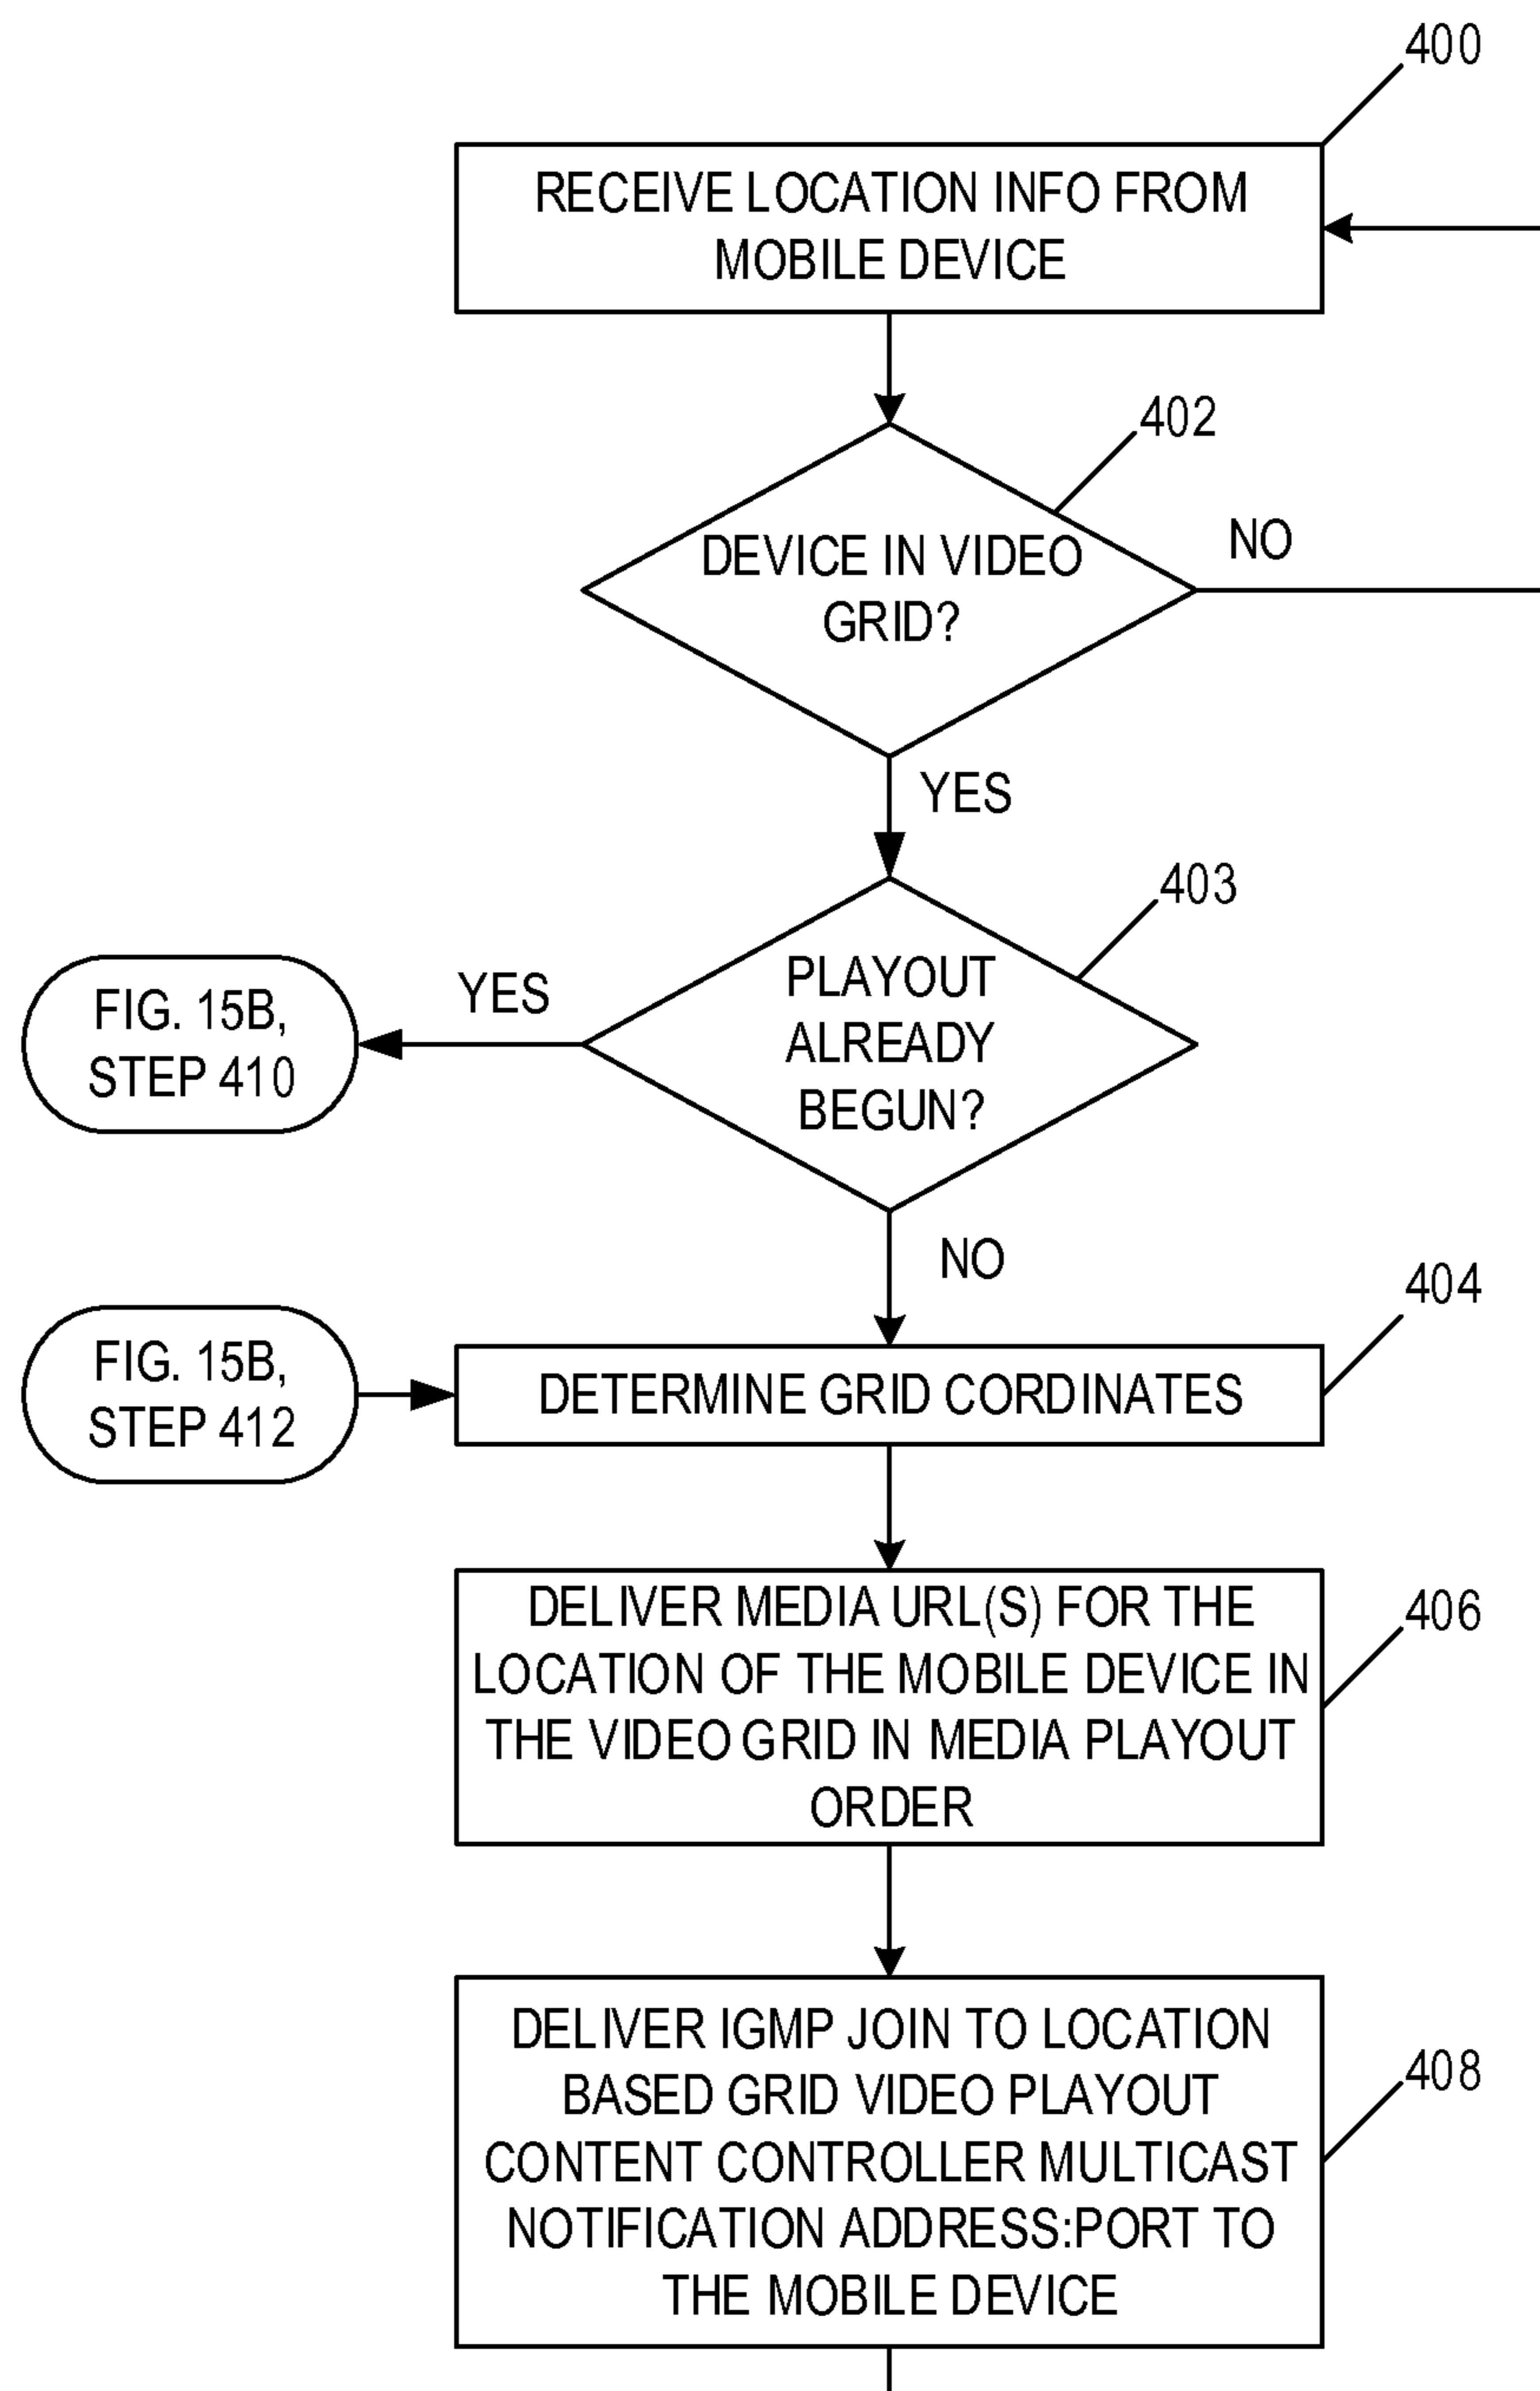 400
RECEIVE LOCATION INFO FROM
MOBILE DEVICE
402
DEVICE IN VIDEO
GRID?
NO
YES
403
PLAYOUT
ALREADY
BEGUN?
YES
FIG. 15B,
STEP 410
NO
404
FIG. 15B,
STEP 412
DETERMINE GRID CORDINATES
406
DELIVER MEDIA URL(S) FOR THE
LOCATION OF THE MOBILE DEVICE IN
THE VIDEO GRID IN MEDIA PLAYOUT
ORDER
408
DELIVER IGMP JOIN TO LOCATION
BASED GRID VIDEO PLAYOUT
CONTENT CONTROLLER MULTICAST
NOTIFICATION ADDRESS:PORT TO
THE MOBILE DEVICE